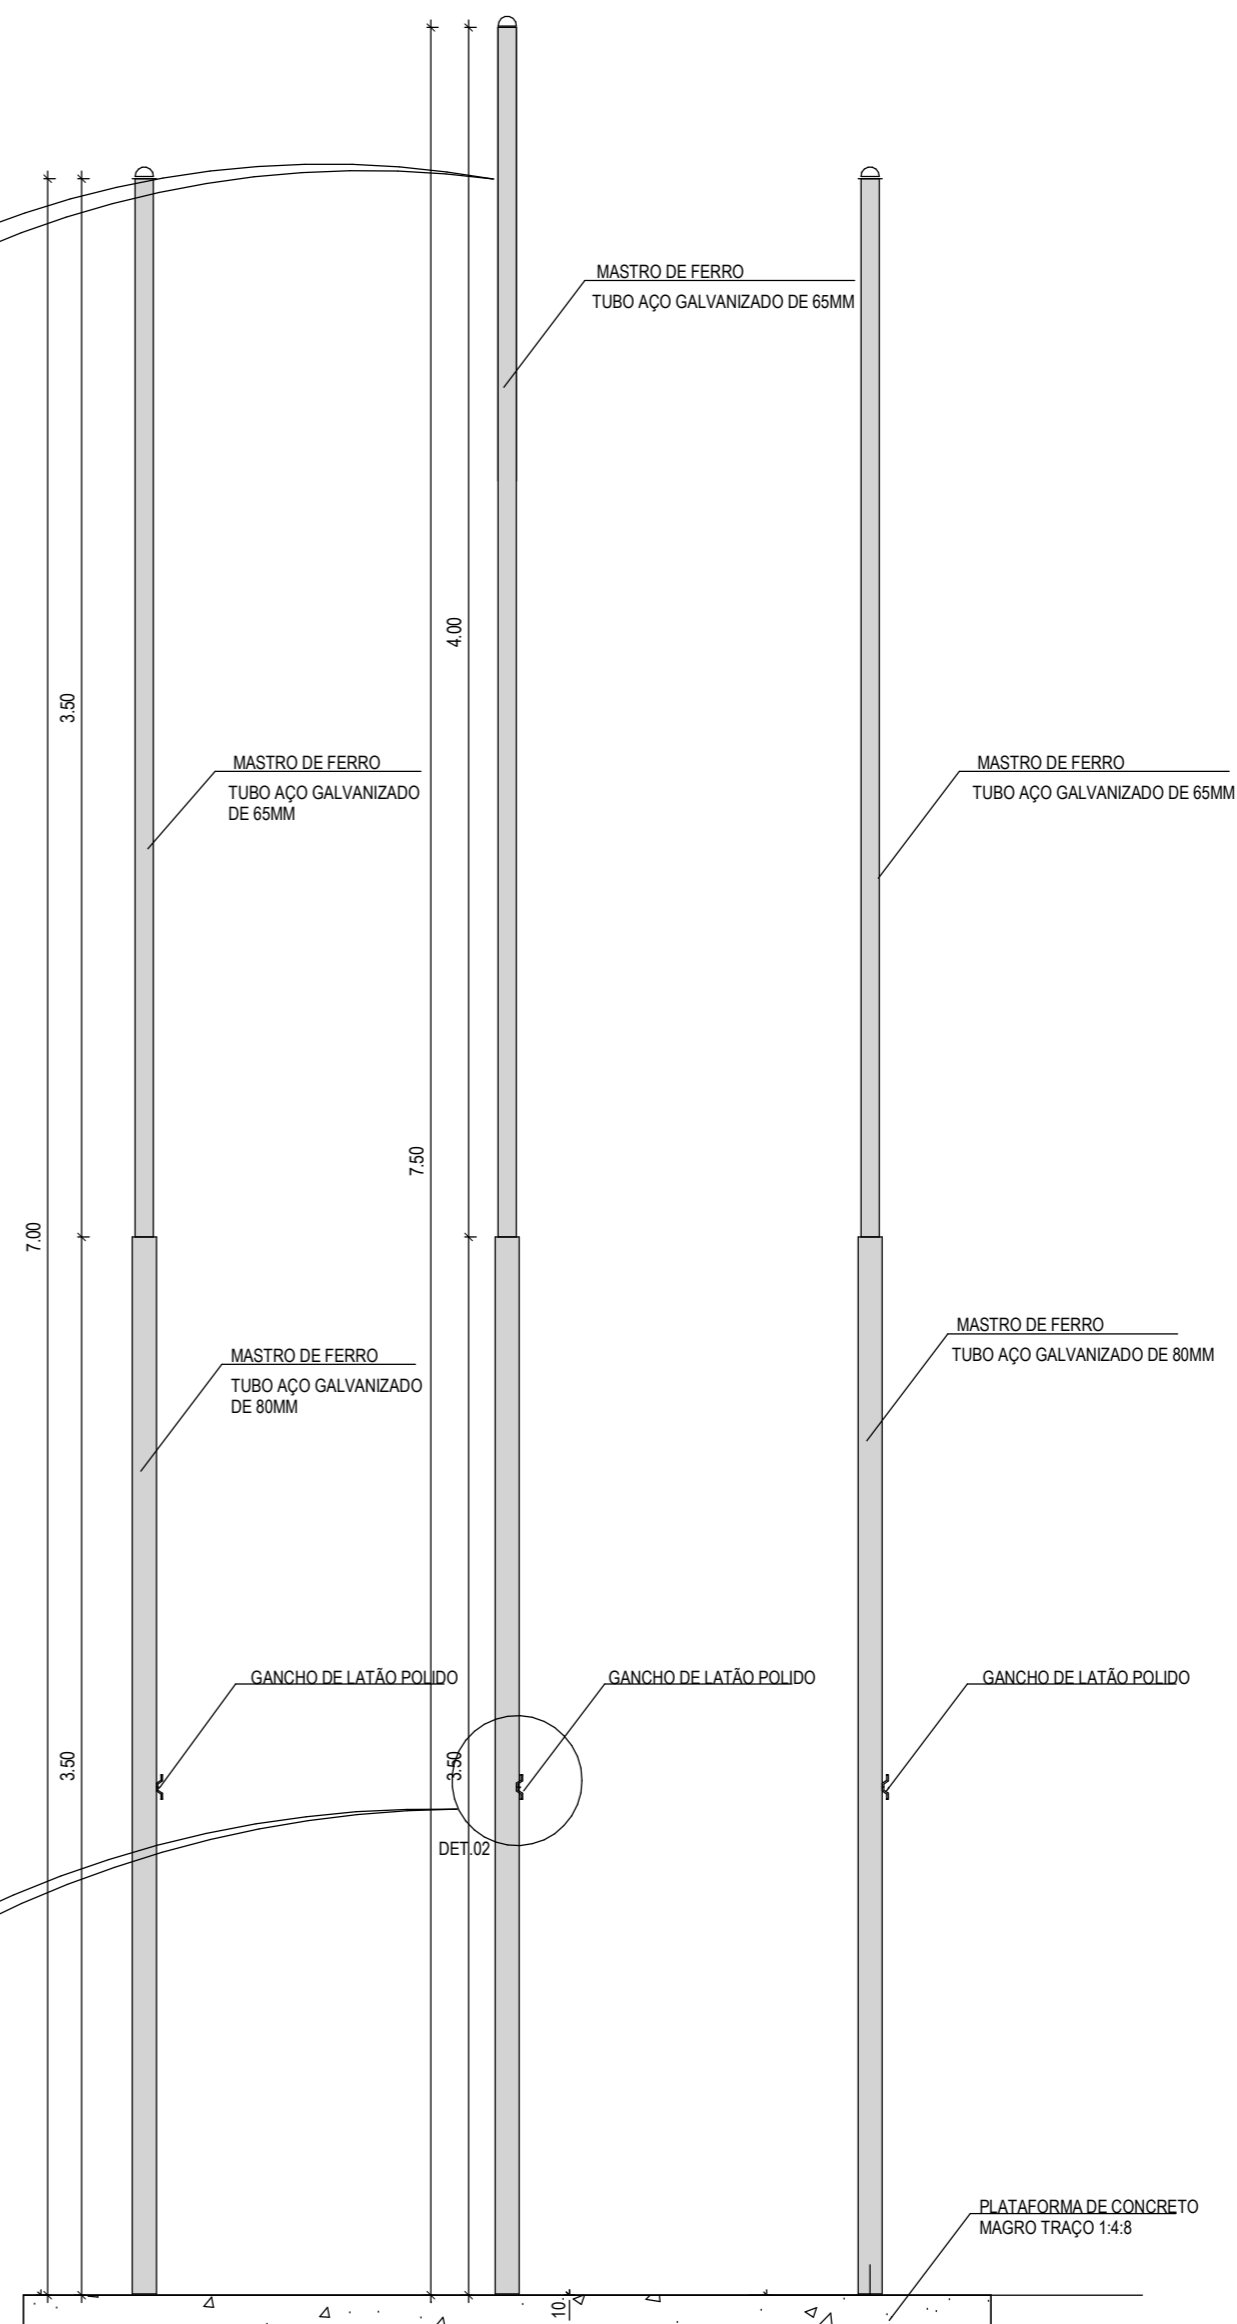 MASTRO DE FERRO
TUBO AÇO GALVANIZADO DE 65MM
4.00
3.50
MASTRO DE FERRO
TUBO AÇO GALVANIZADO
DE 65MM
MASTRO DE FERRO
TUBO AÇO GALVANIZADO DE 65MM
7.50
7.00
MASTRO DE FERRO
TUBO AÇO GALVANIZADO DE 80MM
MASTRO DE FERRO
TUBO AÇO GALVANIZADO
DE 80MM
GANCHO DE LATÃO POLIDO
GANCHO DE LATÃO POLIDO
GANCHO DE LATÃO POLIDO
3.50
3.50
DET.02
PLATAFORMA DE CONCRETO
MAGRO TRAÇO 1:4:8
10